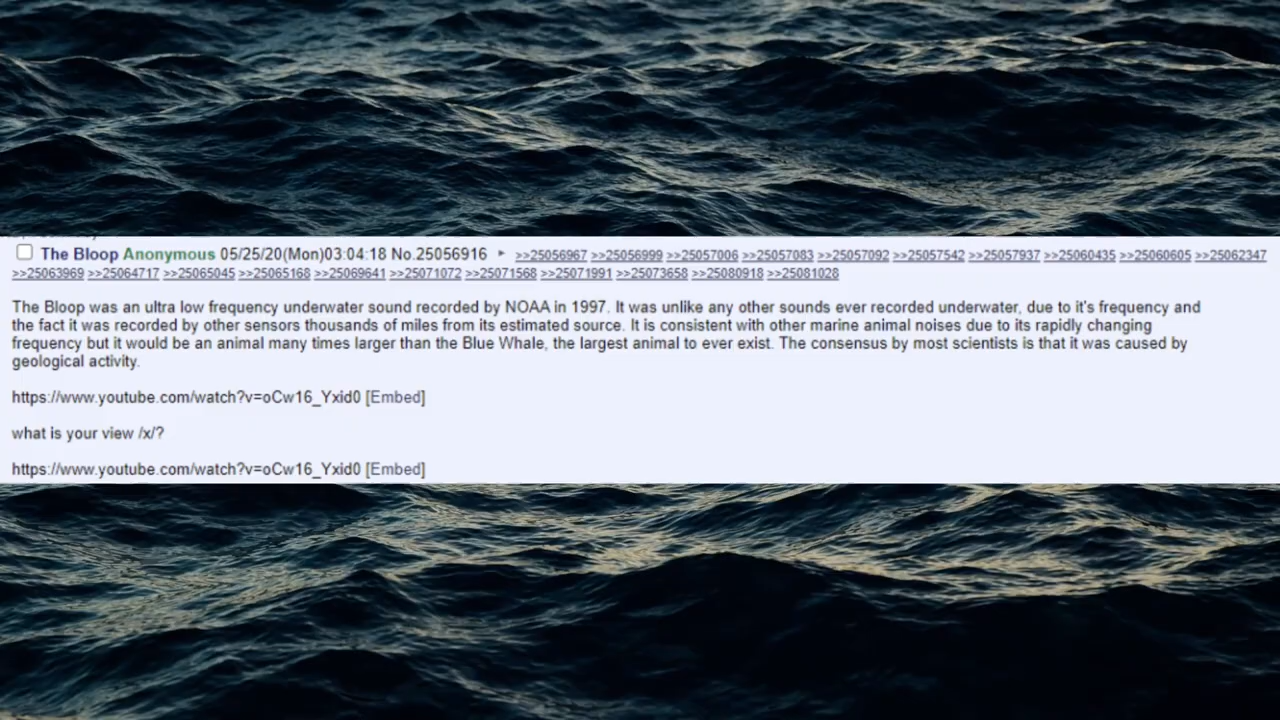 The Bloop Anonymous 05/25/20(Mon)03:04:18 No.25056916 ▸ >>25056967 >>25056999 >>25057006 >>25057083 >>25057092 >>25057542 >>25057937 >>25060435 >>25060605 >>25062347
>>25063969 >>25064717 >>25065045 >>25065168 >>25069641 >>25071072 >>25071568 >>25071991 >>25073658 >>25080918 >>25081028
The Bloop was an ultra low frequency underwater sound recorded by NOAA in 1997. It was unlike any other sounds ever recorded underwater, due to it's frequency and
the fact it was recorded by other sensors thousands of miles from its estimated source. It is consistent with other marine animal noises due to its rapidly changing
frequency but it would be an animal many times larger than the Blue Whale, the largest animal to ever exist. The consensus by most scientists is that it was caused by
geological activity.
https://www.youtube.com/watch?v=oCw16_Yxid0 [Embed]
what is your view /x/?
https://www.youtube.com/watch?v=oCw16_Yxid0 [Embed]